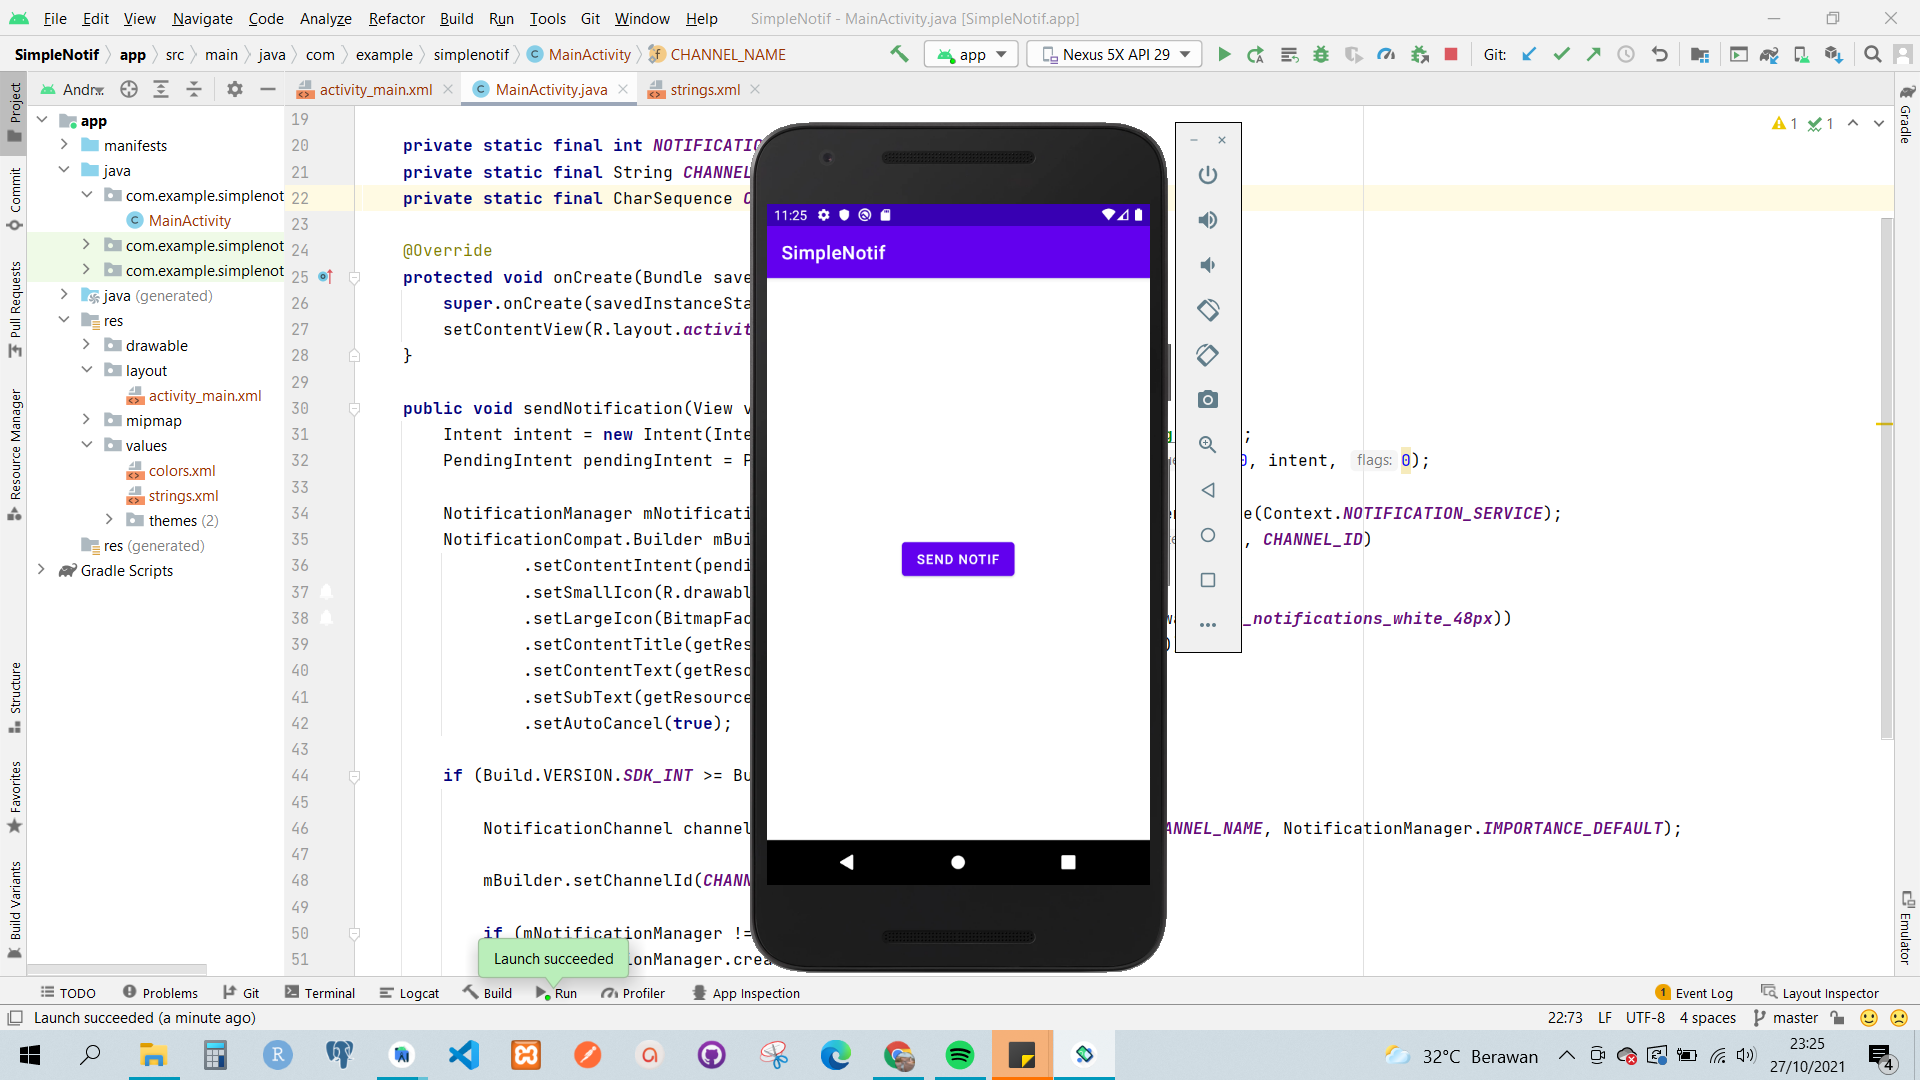 File Edit View Navigate Code Analyze Refactor Build Run Tools Git Window Help SimpleNotif - MainActivity.java [SimpleNotif.app]
SimpleNotif app src main java com example simplenotif MainActivity CHANNEL_NAME app Nexus 5X API 29 Git:
Andr activity_main.xml MainActivity.java strings.xml
Project
Commit
Pull Requests
Resource Manager
Structure
Favorites
Build Variants
app
manifests
java
com.example.simplenot
MainActivity
com.example.simplenot
com.example.simplenot
java (generated)
res
drawable
layout
activity_main.xml
mipmap
values
colors.xml
strings.xml
themes (2)
res (generated)
Gradle Scripts
19
20 private static final int NOTIFICATIO
21 private static final String CHANNEL
22 private static final CharSequence
23
24 @Override
25 protected void onCreate(Bundle save
26 super.onCreate(savedInstanceSta
27 setContentView(R.layout.activit
28 }
29
30 public void sendNotification(View v
31 Intent intent = new Intent(Inte ;
32 PendingIntent pendingIntent = P 0, intent, flags: 0);
33
34 NotificationManager mNotificatio e(Context.NOTIFICATION_SERVICE);
35 NotificationCompat.Builder mBui , CHANNEL_ID)
36 .setContentIntent(pendi
37 .setSmallIcon(R.drawabl
38 .setLargeIcon(BitmapFac _notifications_white_48px))
39 .setContentTitle(getRes )
40 .setContentText(getReso
41 .setSubText(getResource
42 .setAutoCancel(true);
43
44 if (Build.VERSION.SDK_INT >= Bu
45
46 NotificationChannel channel ANNEL_NAME, NotificationManager.IMPORTANCE_DEFAULT);
47
48 mBuilder.setChannelId(CHANN
49
50 if (mNotificationManager !=
51 onManager.crea
1 1
11:25
SimpleNotif
SEND NOTIF
Gradle
Emulator
Launch succeeded
TODO Problems Git Terminal Logcat Build Run Profiler App Inspection 1 Event Log Layout Inspector
Launch succeeded (a minute ago) 22:73 LF UTF-8 4 spaces master
32°C Berawan 23:25
27/10/2021
4